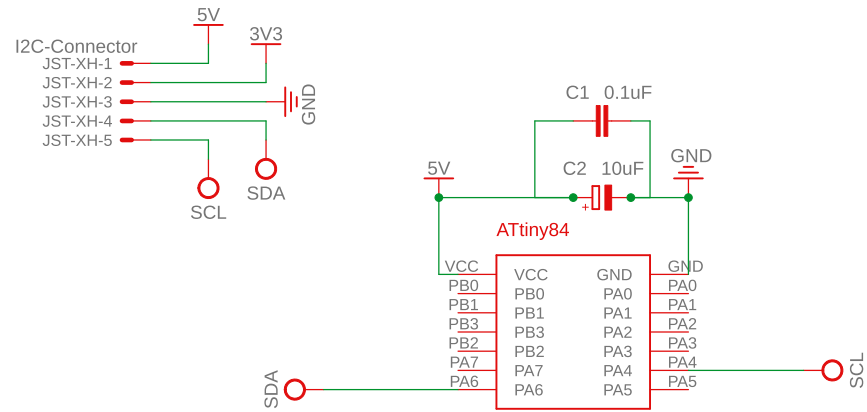 5V
3V3
I2C-Connector
JST-XH-1
JST-XH-2
JST-XH-3
JST-XH-4
JST-XH-5
GND
SDA
SCL
C1 0.1uF
C2 10uF
5V
GND
+
ATtiny84
VCC VCC GND GND
PB0 PB0 PA0 PA0
PB1 PB1 PA1 PA1
PB3 PB3 PA2 PA2
PB2 PB2 PA3 PA3
PA7 PA7 PA4 PA4
PA6 PA6 PA5 PA5
SDA
SCL